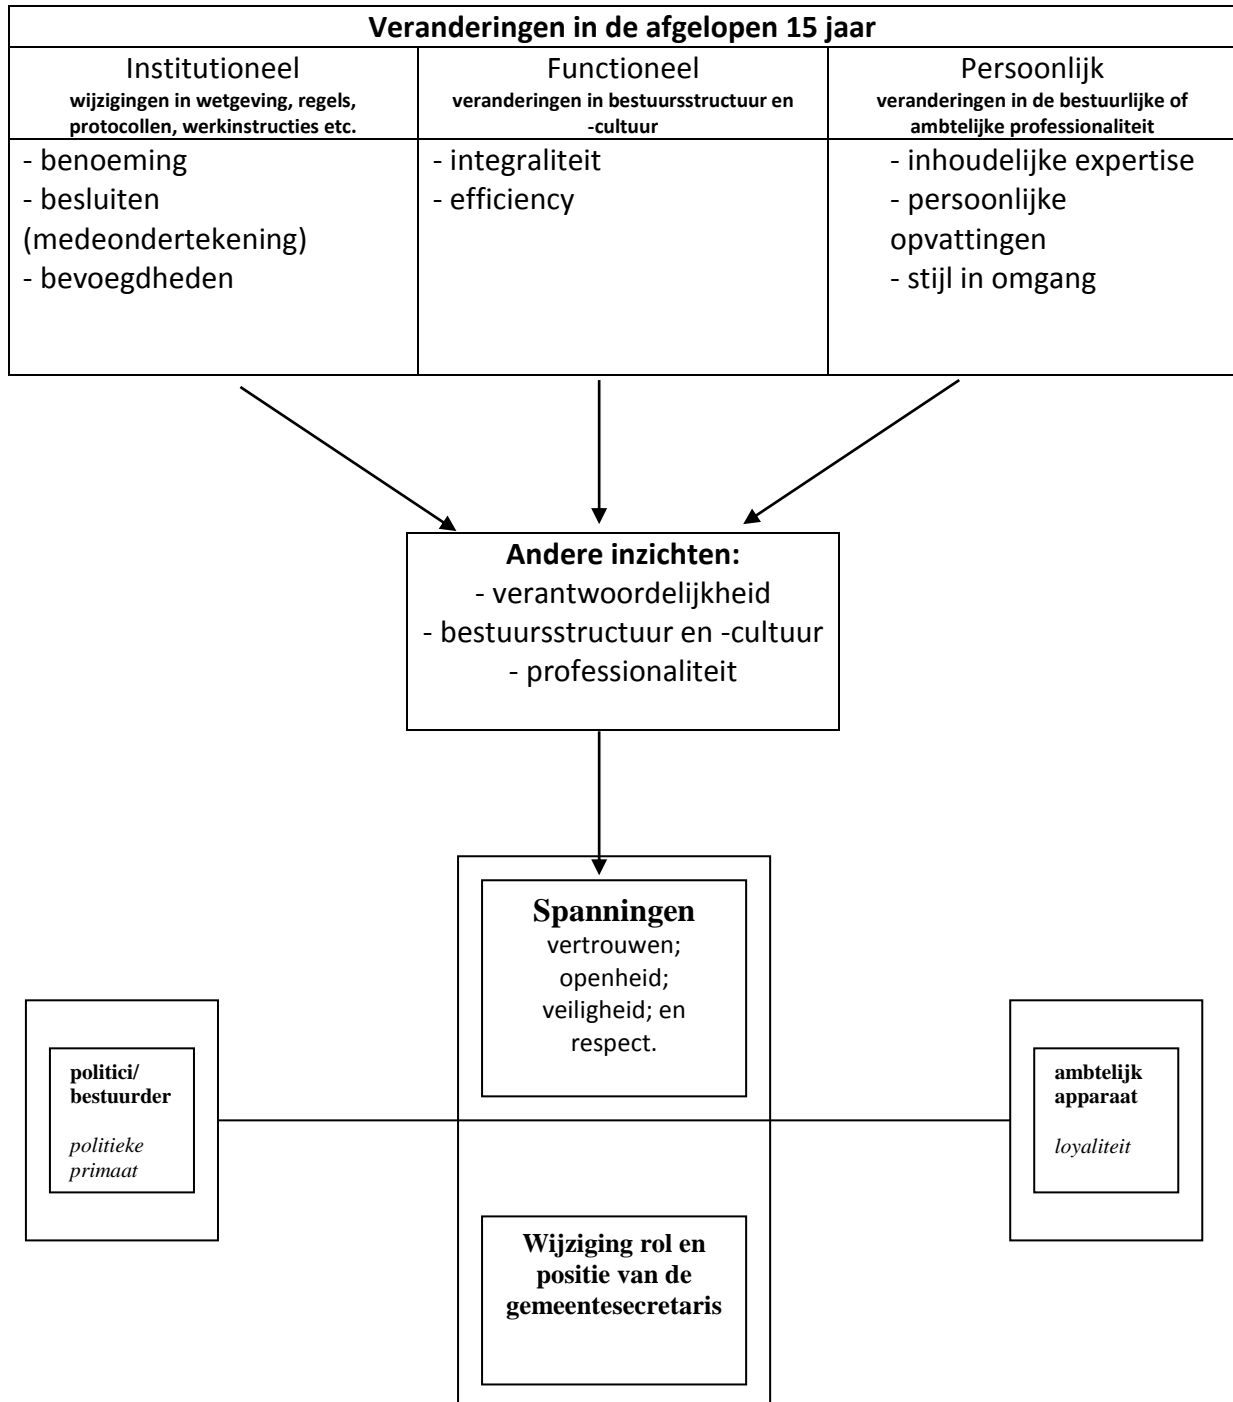 Veranderingen in de afgelopen 15 jaar
Institutioneel
wijzigingen in wetgeving, regels,
protocollen, werkinstructies etc.
Functioneel
veranderingen in bestuursstructuur en
-cultuur
Persoonlijk
veranderingen in de bestuurlijke of
ambtelijke professionaliteit
- benoeming
- besluiten
(medeondertekening)
- bevoegdheden
- integraliteit
- efficiency
- inhoudelijke expertise
- persoonlijke
opvattingen
- stijl in omgang
Andere inzichten:
- verantwoordelijkheid
- bestuursstructuur en -cultuur
- professionaliteit
Spanningen
vertrouwen;
openheid;
veiligheid; en
respect.
politici/
bestuurder
politieke
primaat
ambtelijk
apparaat
loyaliteit
Wijziging rol en
positie van de
gemeentesecretaris